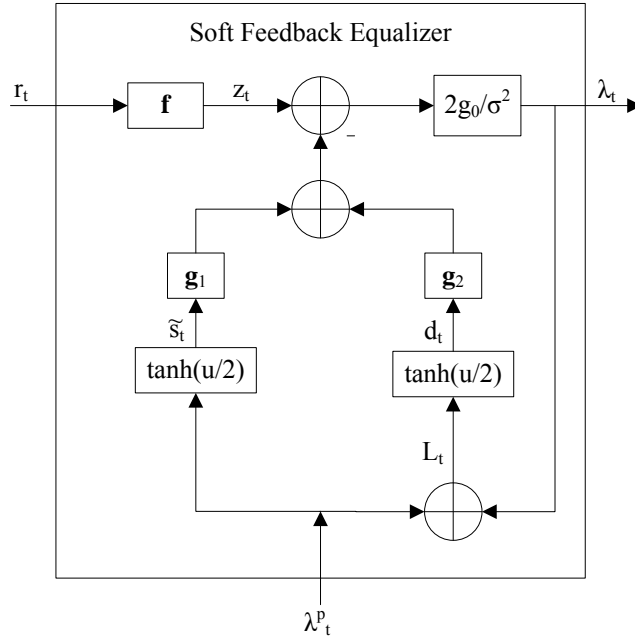 Soft Feedback Equalizer
r_t
f
z_t
2g_0/σ^2
λ_t
–
g_1
g_2
s̃_t
d_t
tanh(u/2)
tanh(u/2)
L_t
λ^p_t